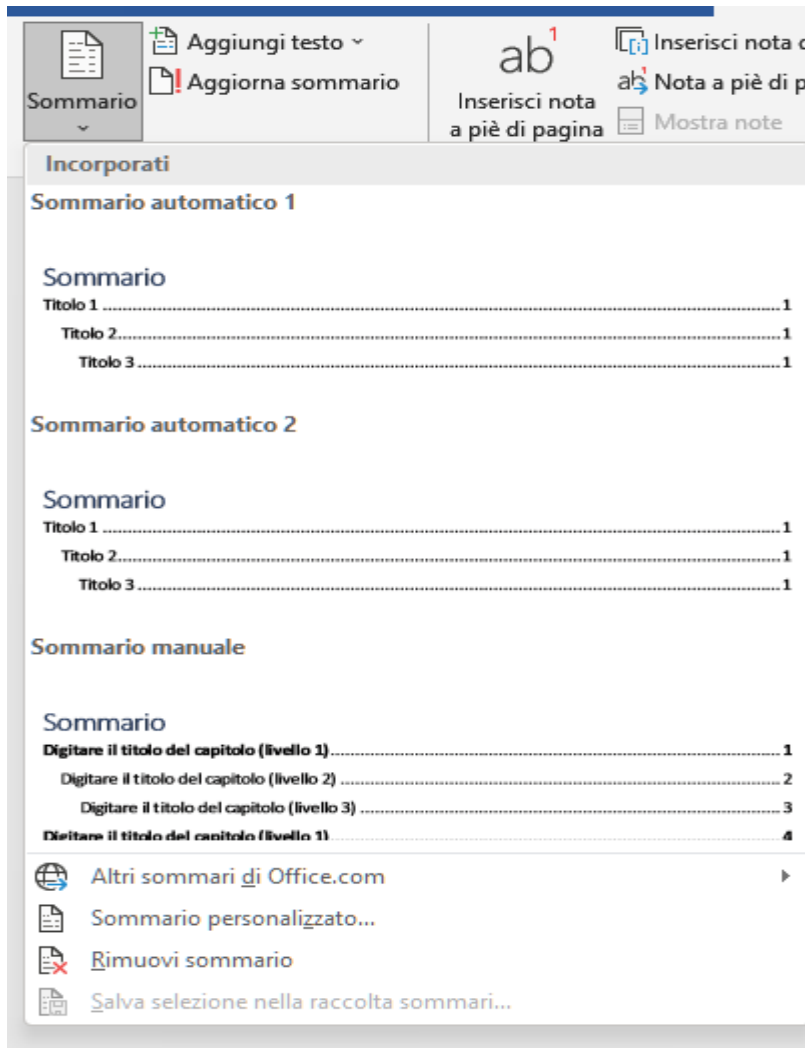 Sommario
Aggiungi testo
Aggiorna sommario
ab1
Inserisci nota
a piè di pagina
Inserisci nota
Nota a piè di
Mostra note
Incorporati
Sommario automatico 1
Sommario
Titolo 1 1
Titolo 2 1
Titolo 3 1
Sommario automatico 2
Sommario
Titolo 1 1
Titolo 2 1
Titolo 3 1
Sommario manuale
Sommario
Digitare il titolo del capitolo (livello 1) 1
Digitare il titolo del capitolo (livello 2) 2
Digitare il titolo del capitolo (livello 3) 3
Digitare il titolo del capitolo (livello 1) 4
Altri sommari di Office.com
Sommario personalizzato...
Rimuovi sommario
Salva selezione nella raccolta sommari...